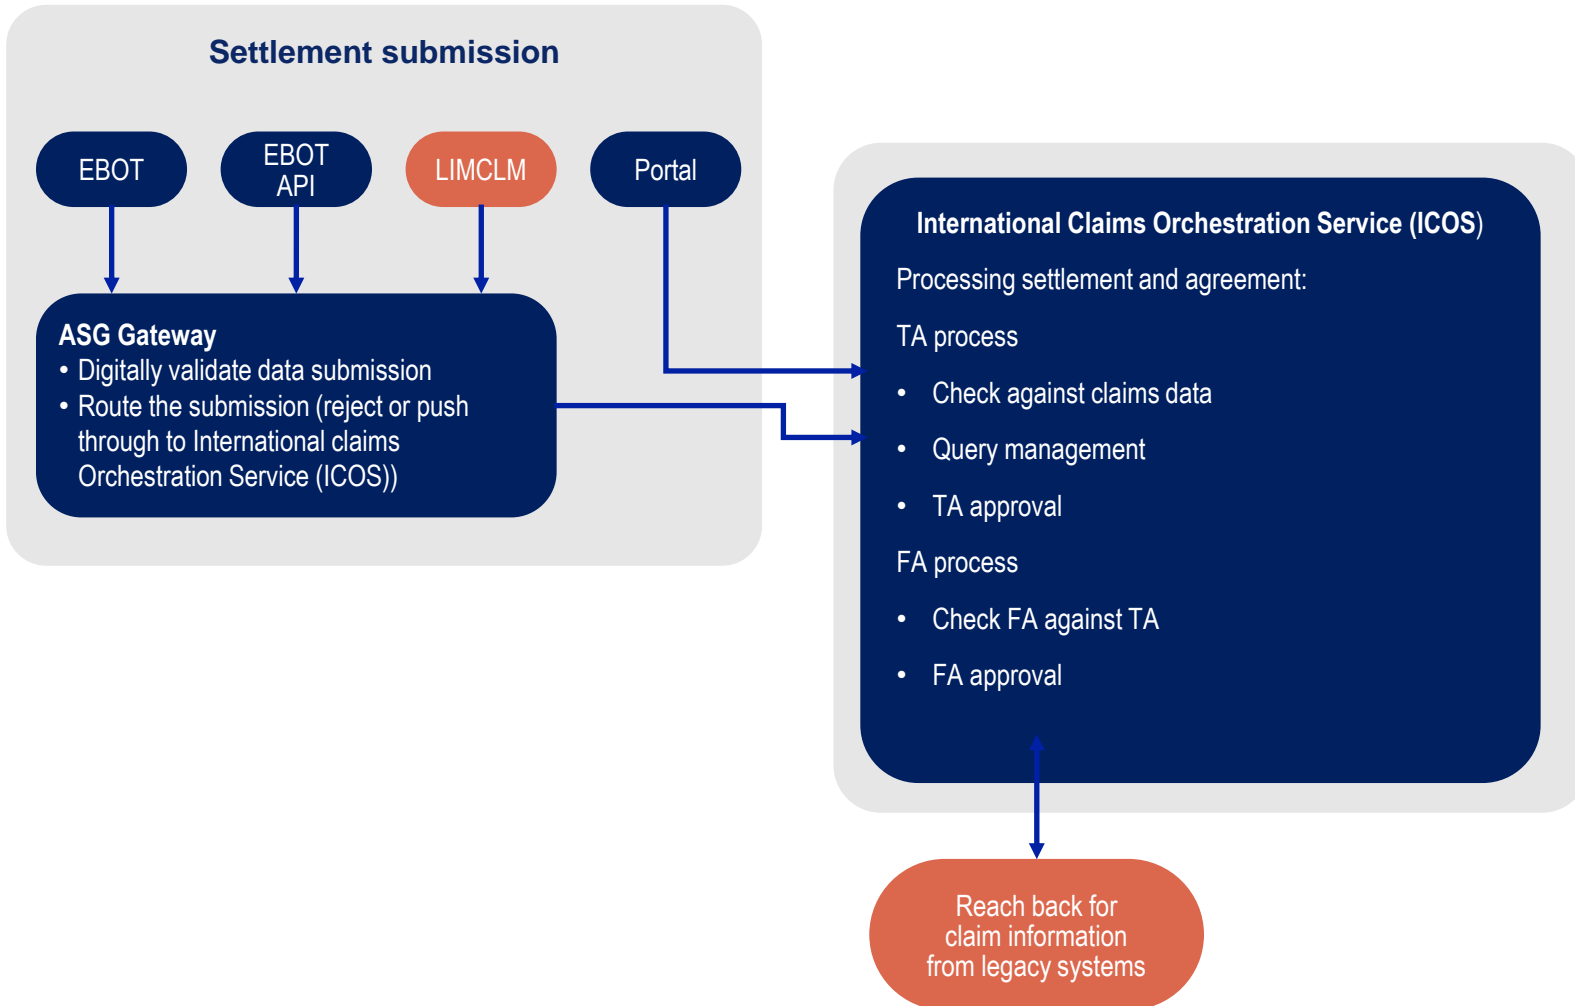 Settlement submission
EBOT
EBOT
API
LIMCLM
Portal
ASG Gateway
• Digitally validate data submission
• Route the submission (reject or push
through to International claims
Orchestration Service (ICOS))
International Claims Orchestration Service (ICOS)
Processing settlement and agreement:
TA process
• Check against claims data
• Query management
• TA approval
FA process
• Check FA against TA
• FA approval
Reach back for
claim information
from legacy systems